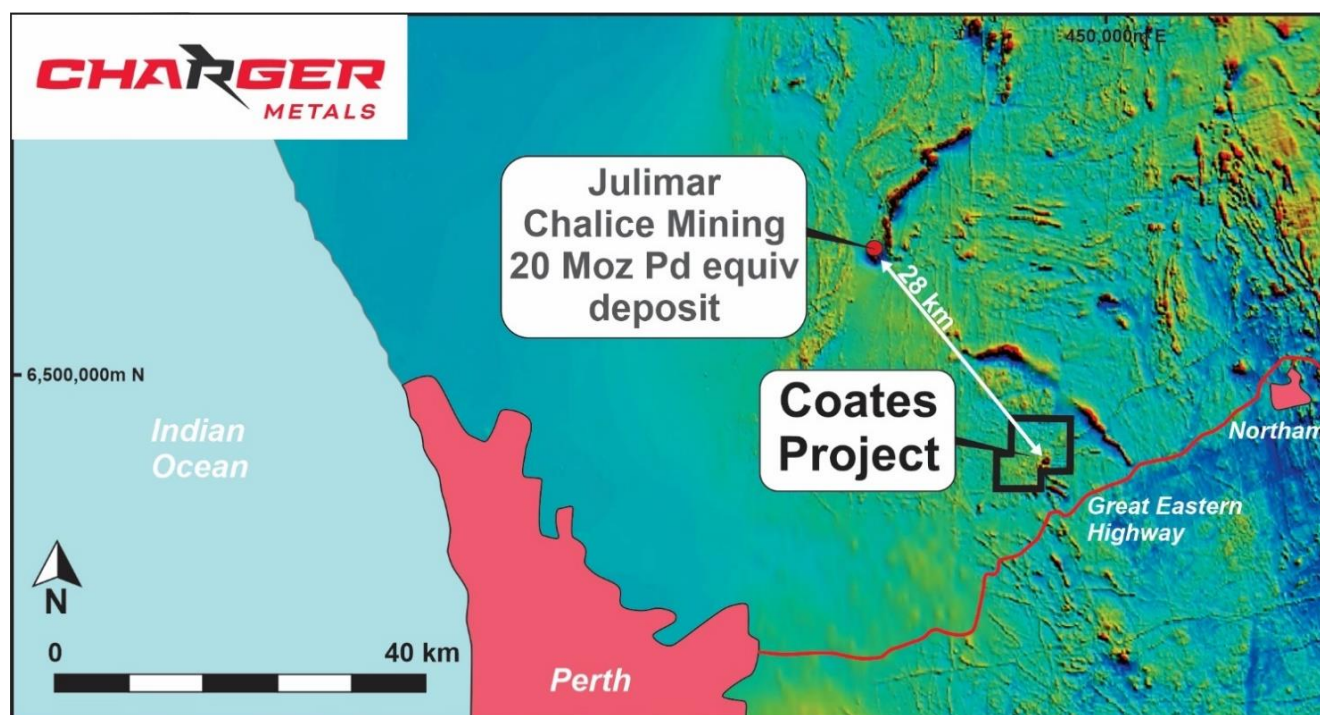 CHARGER
METALS
450,000m E
Julimar
Chalice Mining
20 Moz Pd equiv
deposit
28 km
6,500,000m N
Coates
Project
Indian
Ocean
Northam
Great Eastern
Highway
N
0
40 km
Perth